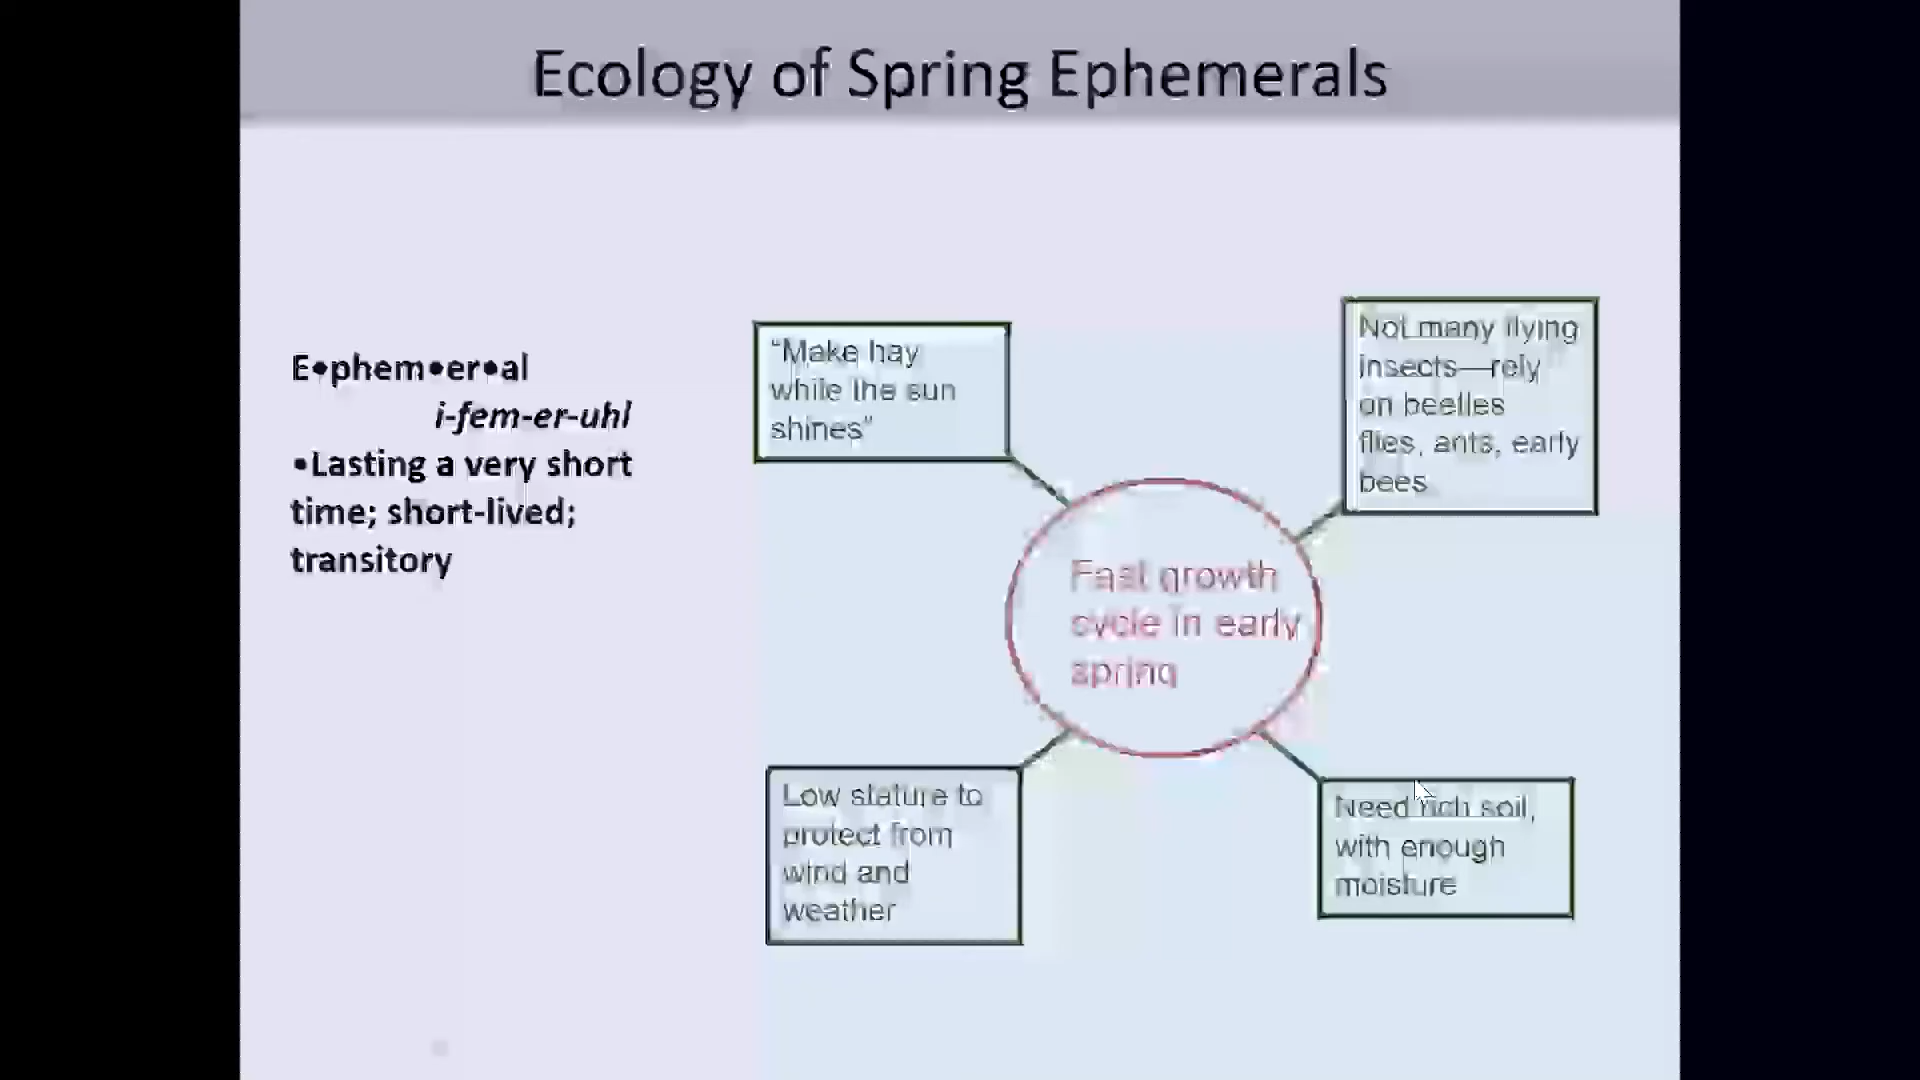 Ecology of Spring Ephemerals
E•phem•er•al
i-fem-er-uhl
•Lasting a very short
time; short-lived;
transitory
“Make hay
while the sun
shines”
Not many flying
insects—rely
on beetles
flies, ants, early
bees
Fast growth
cycle in early
spring
Low stature to
protect from
wind and
weather
Need rich soil,
with enough
moisture